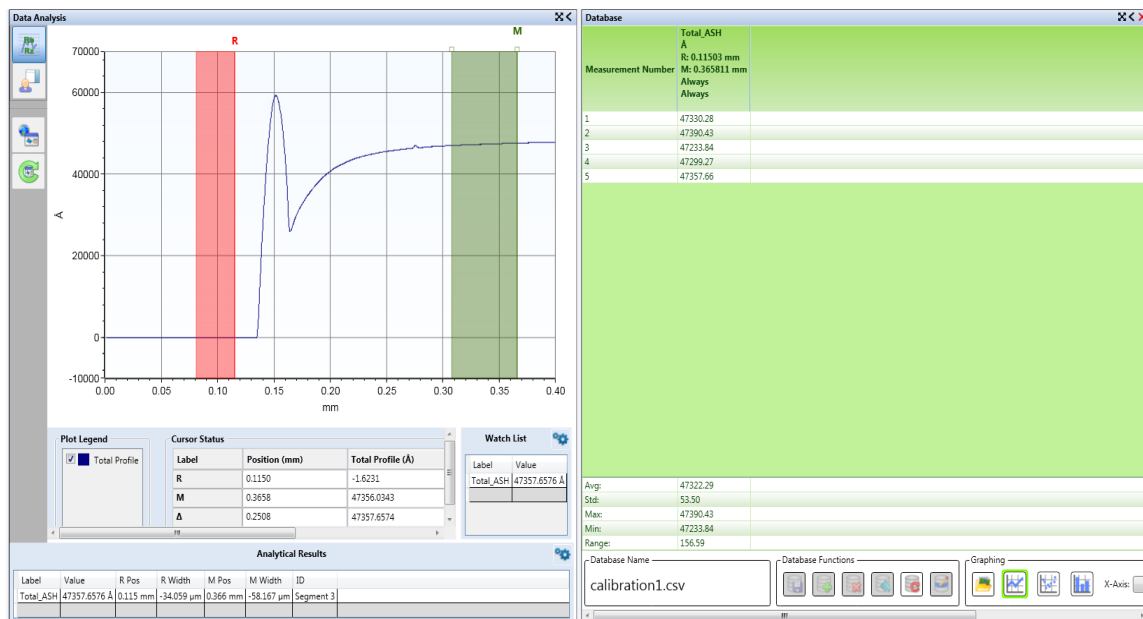 Data Analysis
R
M
70000
60000
40000
20000
0
-10000
Å
0.00 0.05 0.10 0.15 0.20 0.25 0.30 0.35 0.40
mm
Plot Legend
Total Profile
Cursor Status
Label Position (mm) Total Profile (Å)
R 0.1150 -1.6231
M 0.3658 47356.0343
Δ 0.2508 47357.6574
Watch List
Label Value
Total_ASH 47357.6576 Å
Analytical Results
Label Value R Pos R Width M Pos M Width ID
Total_ASH 47357.6576 Å 0.115 mm -34.059 µm 0.366 mm -58.167 µm Segment 3
Database
Measurement Number
Total_ASH
Å
R: 0.11503 mm
M: 0.365811 mm
Always
Always
1 47330.28
2 47390.43
3 47233.84
4 47299.27
5 47357.66
Avg: 47322.29
Std: 53.50
Max: 47390.43
Min: 47233.84
Range: 156.59
Database Name
calibration1.csv
Database Functions
Graphing
X-Axis: